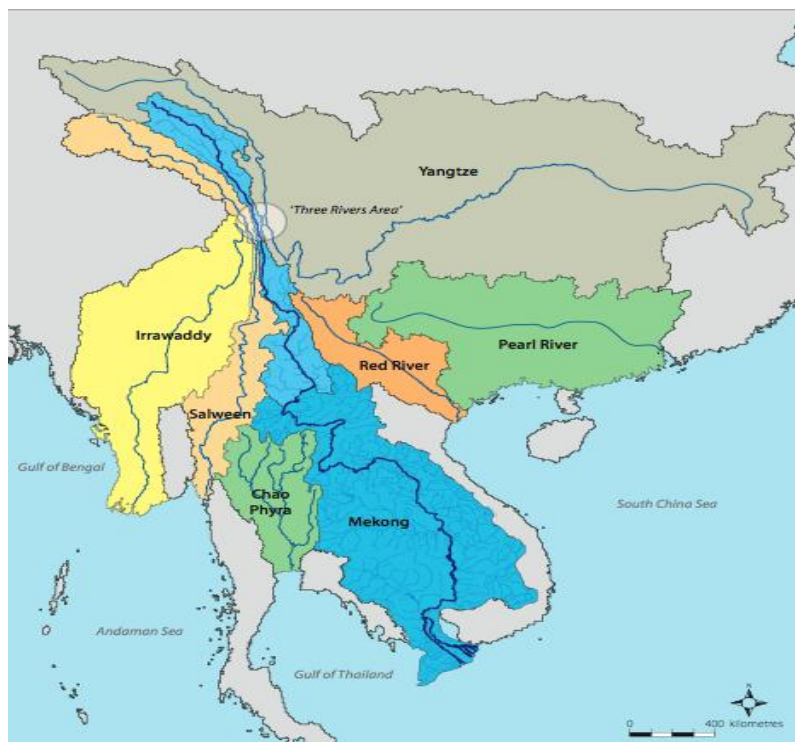 Yangtze
'Three Rivers Area'
Irrawaddy
Red River
Pearl River
Salween
Gulf of Bengal
Chao
Phyra
Mekong
South China Sea
Andaman Sea
Gulf of Thailand
N
0 400 kilometres